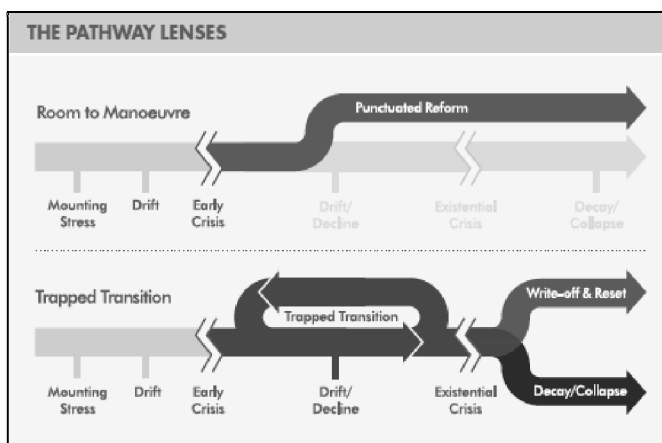 THE PATHWAY LENSES
Room to Manoeuvre
Punctuated Reform
Mounting
Stress
Drift
Early
Crisis
Drift/
Decline
Existential
Crisis
Decay/
Collapse
Trapped Transition
Trapped Transition
Write-off & Reset
Decay/Collapse
Mounting
Stress
Drift
Early
Crisis
Drift/
Decline
Existential
Crisis